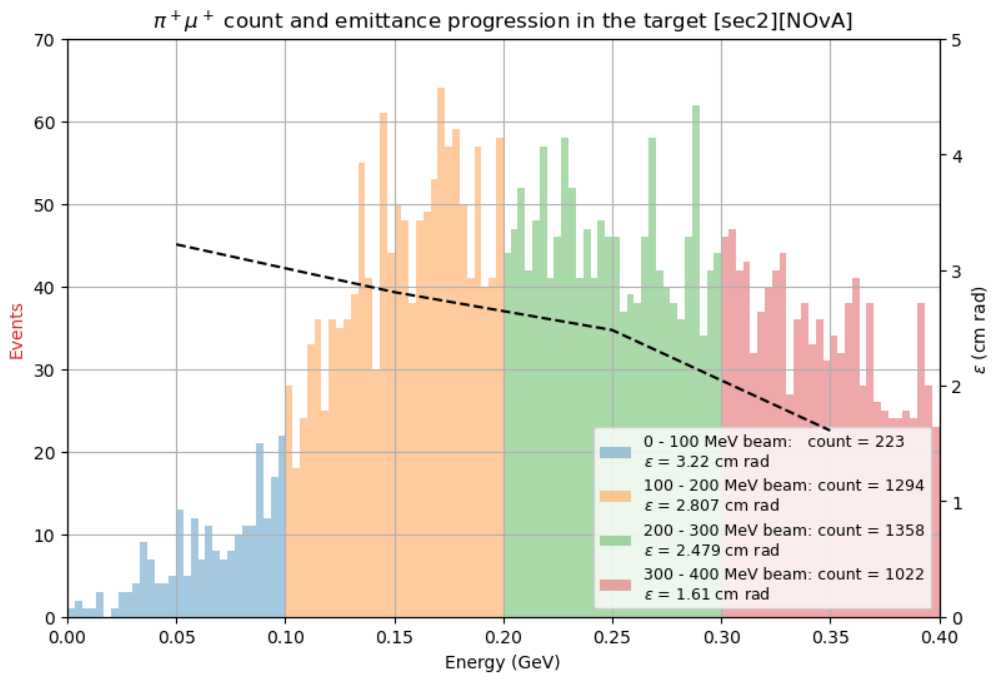 π⁺μ⁺ count and emittance progression in the target [sec2][NOvA]
70
60
50
40
30
20
10
0
Events
5
4
3
2
1
0
ε (cm rad)
0 - 100 MeV beam:   count = 223
ε = 3.22 cm rad
100 - 200 MeV beam: count = 1294
ε = 2.807 cm rad
200 - 300 MeV beam: count = 1358
ε = 2.479 cm rad
300 - 400 MeV beam: count = 1022
ε = 1.61 cm rad
0.00 0.05 0.10 0.15 0.20 0.25 0.30 0.35 0.40
Energy (GeV)